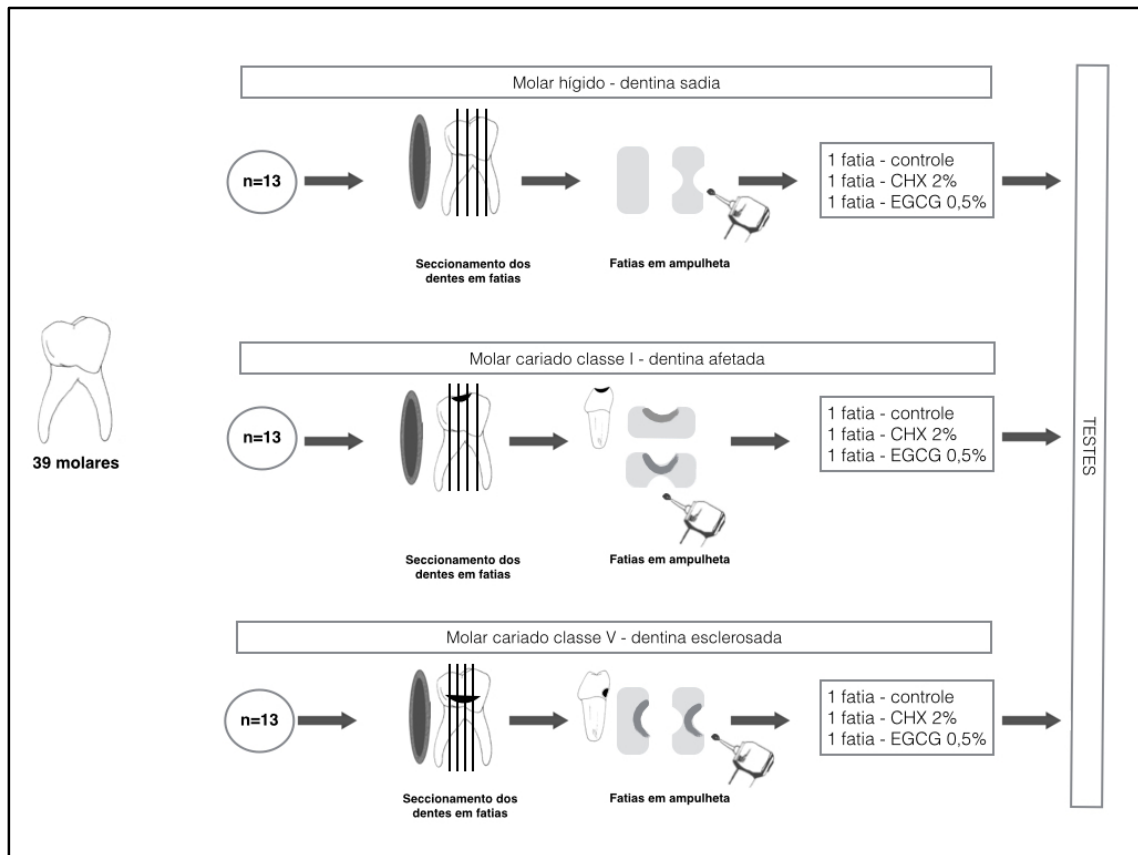 Molar hígido - dentina sadia
n=13
1 fatia - controle
1 fatia - CHX 2%
1 fatia - EGCG 0,5%
Seccionamento dos
dentes em fatias
Fatias em ampulheta
39 molares
Molar cariado classe I - dentina afetada
n=13
1 fatia - controle
1 fatia - CHX 2%
1 fatia - EGCG 0,5%
Seccionamento dos
dentes em fatias
Fatias em ampulheta
Molar cariado classe V - dentina esclerosada
n=13
1 fatia - controle
1 fatia - CHX 2%
1 fatia - EGCG 0,5%
Seccionamento dos
dentes em fatias
Fatias em ampulheta
TESTES